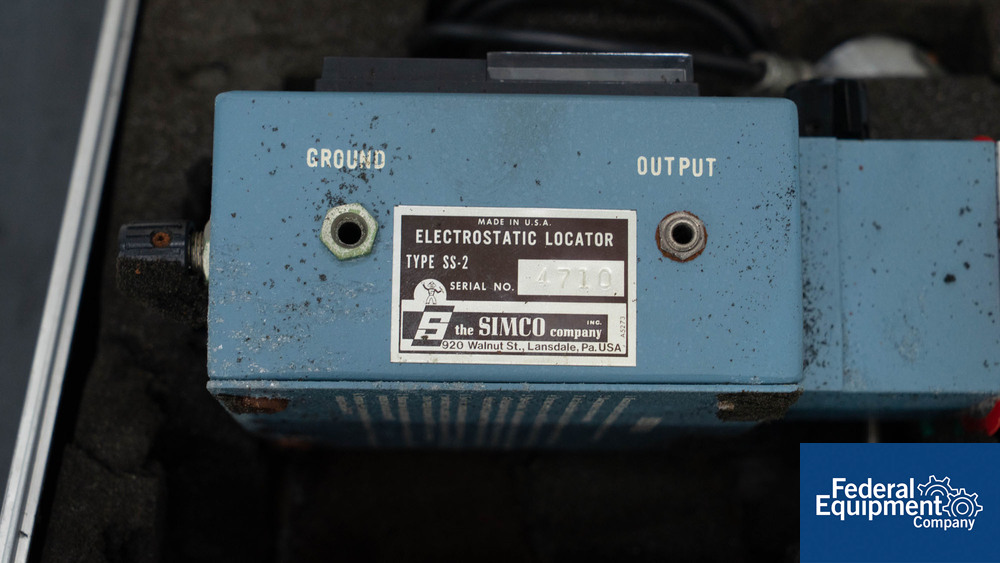 GROUND
OUTPUT
MADE IN U.S.A.
ELECTROSTATIC LOCATOR
TYPE SS-2
SERIAL NO. 4710
S the SIMCO company INC.
920 Walnut St., Lansdale, Pa. USA
A5273
Federal
Equipment
Company